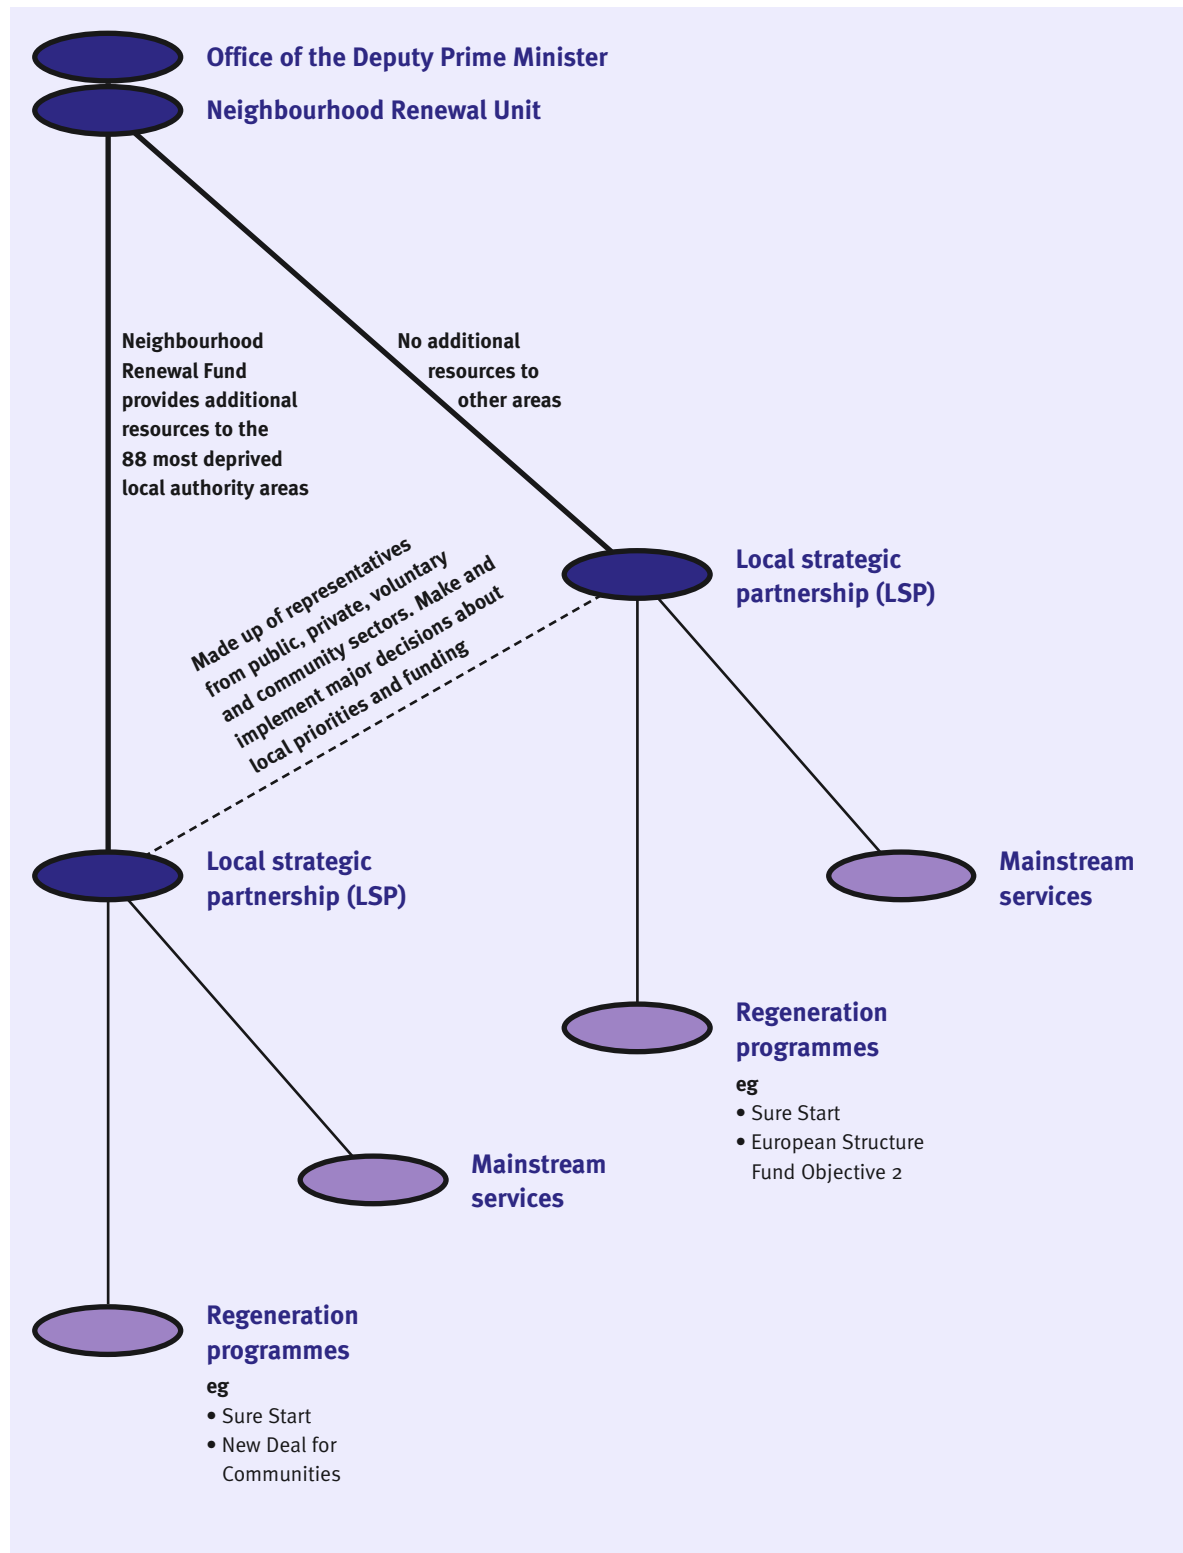 Office of the Deputy Prime Minister
Neighbourhood Renewal Unit
Neighbourhood
Renewal Fund
provides additional
resources to the
88 most deprived
local authority areas
No additional
resources to
other areas
Made up of representatives
from public, private, voluntary
and community sectors. Make and
implement major decisions about
local priorities and funding
Local strategic
partnership (LSP)
Local strategic
partnership (LSP)
Mainstream
services
Regeneration
programmes
eg
• Sure Start
• European Structure
Fund Objective 2
Mainstream
services
Regeneration
programmes
eg
• Sure Start
• New Deal for
Communities